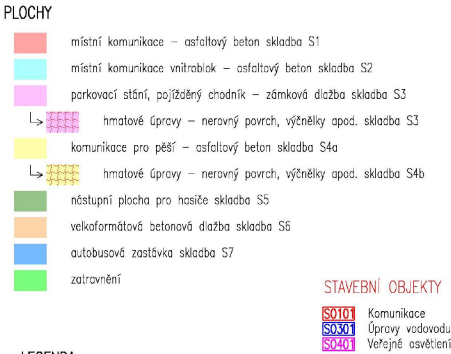 PLOCHY
místní komunikace – asfaltový beton skladba S1
místní komunikace vnitroblok – asfaltový beton skladba S2
parkovací stání, pojížděný chodník – zámková dlažba skladba S3
hmatové úpravy – nerovný povrch, výčnělky apod. skladba S3
komunikace pro pěší – asfaltový beton skladba S4a
hmatové úpravy – nerovný povrch, výčnělky apod. skladba S4b
nástupní plocha pro hasiče skladba S5
velkoformátová betonová dlažba skladba S6
autobusová zastávka skladba S7
zatravnění
STAVEBNÍ OBJEKTY
SO101 Komunikace
SO301 Úpravy vodovodu
SO401 Veřejné osvětlení
LEGENDA